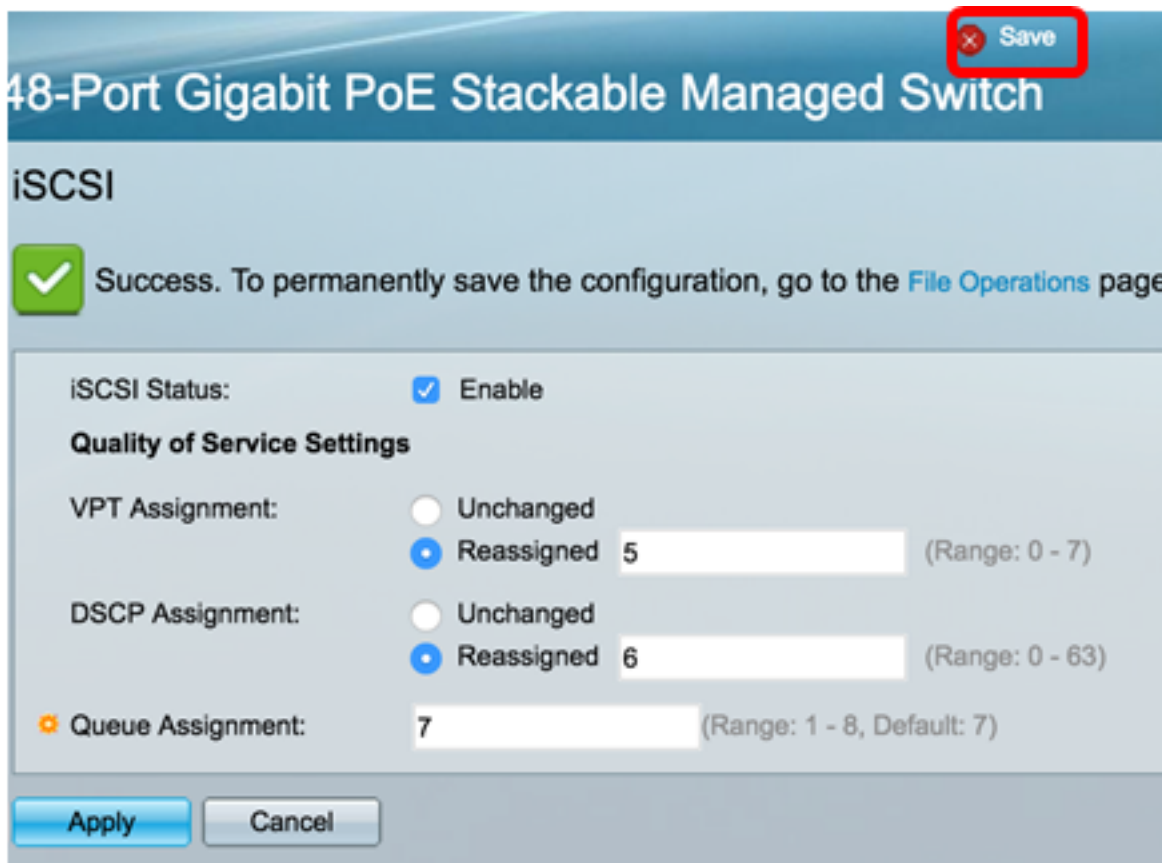 Save
48-Port Gigabit PoE Stackable Managed Switch
iSCSI
Success. To permanently save the configuration, go to the File Operations page
iSCSI Status: Enable
Quality of Service Settings
VPT Assignment: Unchanged
Reassigned 5 (Range: 0 - 7)
DSCP Assignment: Unchanged
Reassigned 6 (Range: 0 - 63)
Queue Assignment: 7 (Range: 1 - 8, Default: 7)
Apply Cancel